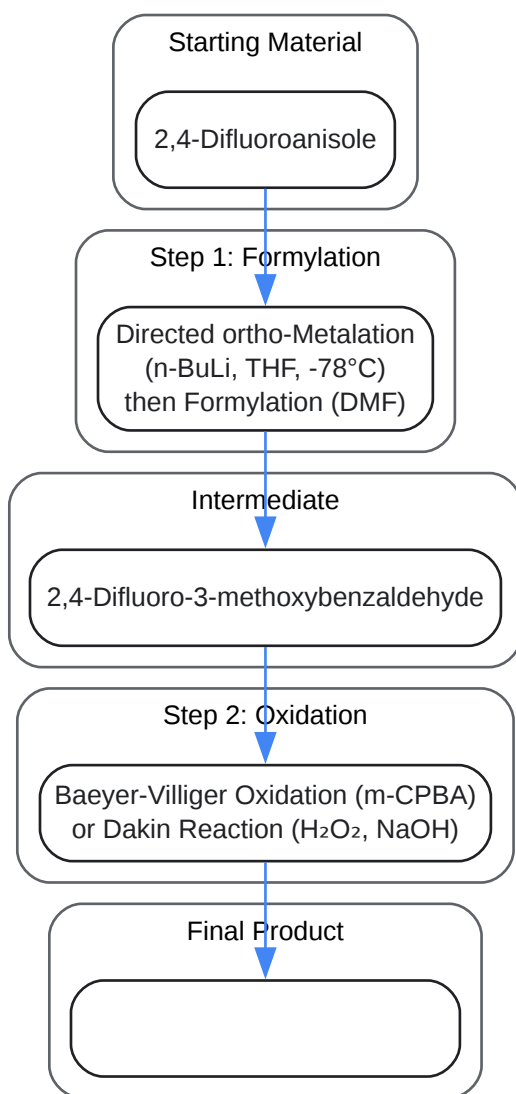 Starting Material
2,4-Difluoroanisole
Step 1: Formylation
Directed ortho-Metalation
(n-BuLi, THF, -78°C)
then Formylation (DMF)
Intermediate
2,4-Difluoro-3-methoxybenzaldehyde
Step 2: Oxidation
Baeyer-Villiger Oxidation (m-CPBA)
or Dakin Reaction (H₂O₂, NaOH)
Final Product